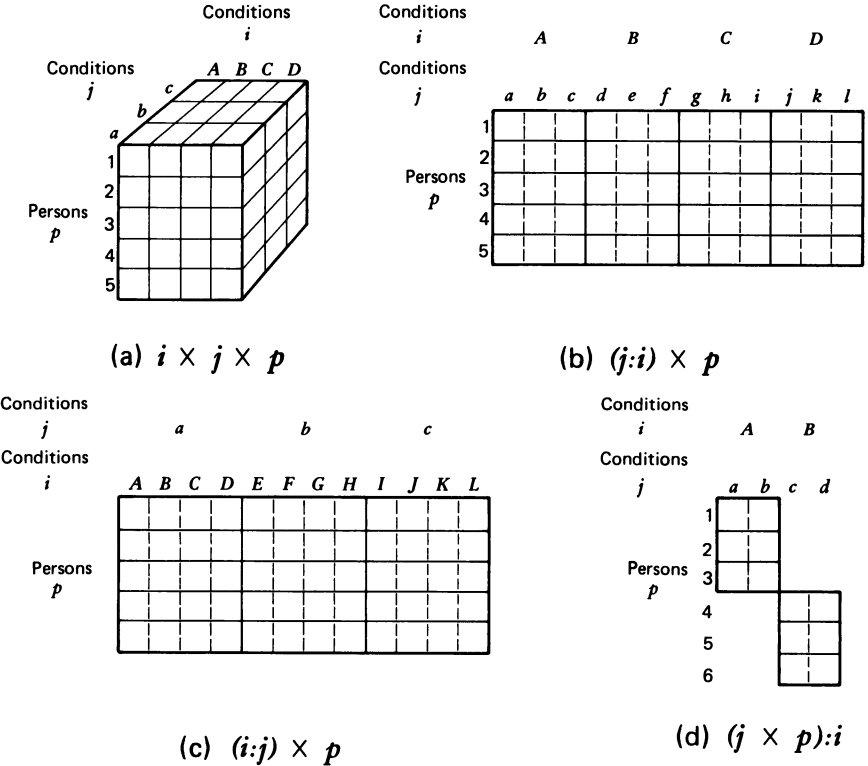 Conditions
i
A B C D
Conditions
j
a
b
c
1
2
3
4
5
Persons
p
(a) i × j × p
Conditions
i
A B C D
Conditions
j
a b c d e f g h i j k l
1
2
3
4
5
Persons
p
(b) (j:i) × p
Conditions
j
a b c
Conditions
i
A B C D E F G H I J K L
Persons
p
(c) (i:j) × p
Conditions
i
A B
Conditions
j
a b c d
1
2
3
4
5
6
Persons
p
(d) (j × p):i